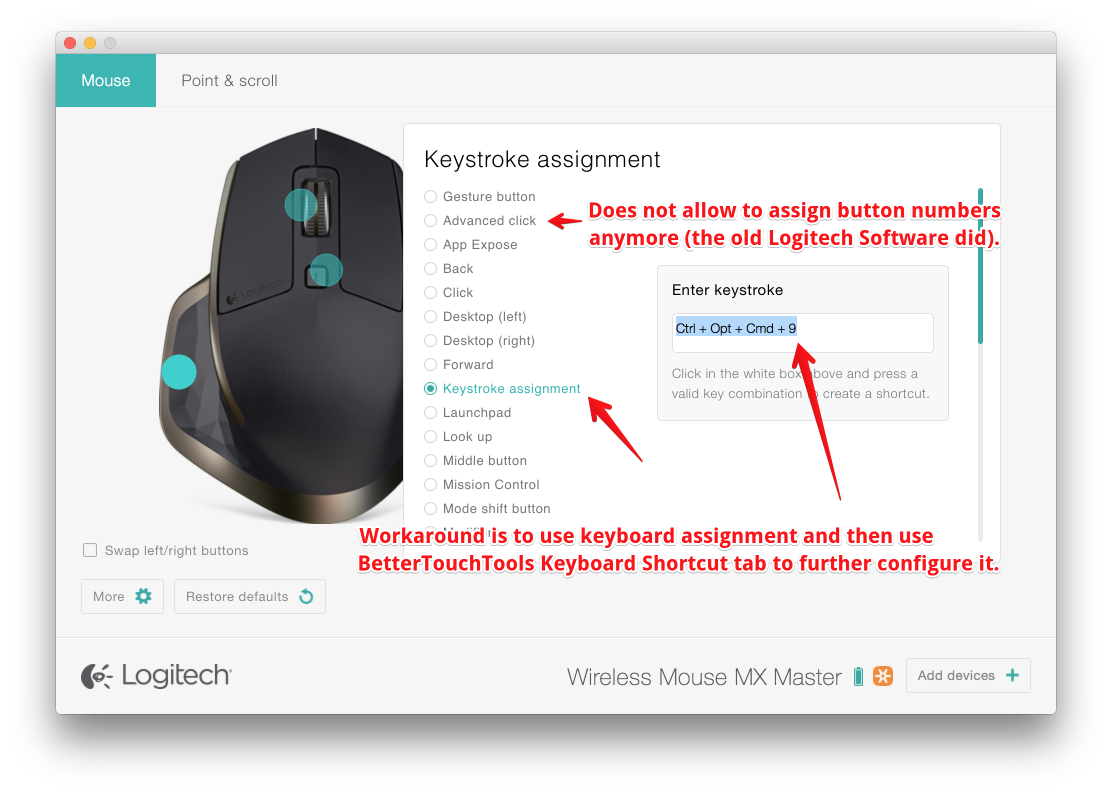 Mouse
Point & scroll
Keystroke assignment
Gesture button
Advanced click
Does not allow to assign button numbers
anymore (the old Logitech Software did).
App Expose
Back
Click
Desktop (left)
Desktop (right)
Forward
Keystroke assignment
Launchpad
Look up
Middle button
Mission Control
Mode shift button
Enter keystroke
Ctrl + Opt + Cmd + 9
Click in the white box above and press a
valid key combination to create a shortcut.
Workaround is to use keyboard assignment and then use
BetterTouchTools Keyboard Shortcut tab to further configure it.
Logitech
Swap left/right buttons
More
Restore defaults
Logitech
Wireless Mouse MX Master
Add devices